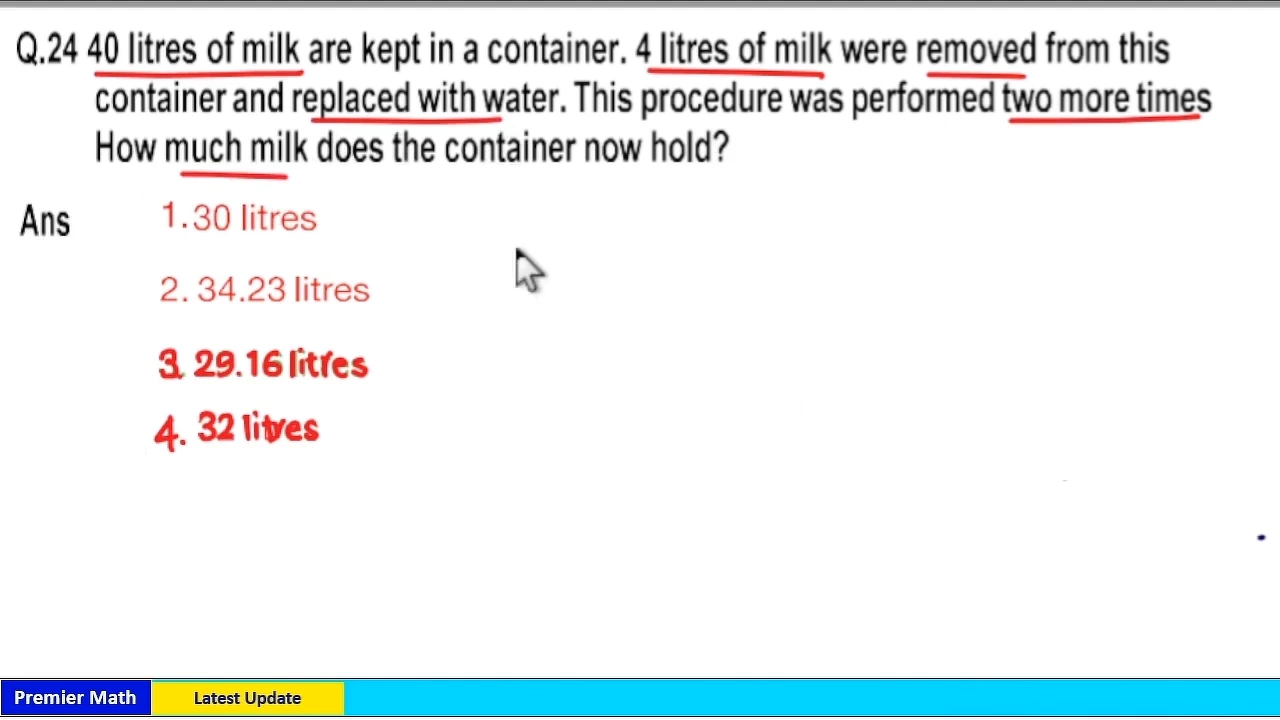 Q.24 40 litres of milk are kept in a container. 4 litres of milk were removed from this
container and replaced with water. This procedure was performed two more times
How much milk does the container now hold?
Ans 1. 30 litres
2. 34.23 litres
3. 29.16 litres
4. 32 litres
Premier Math Latest Update